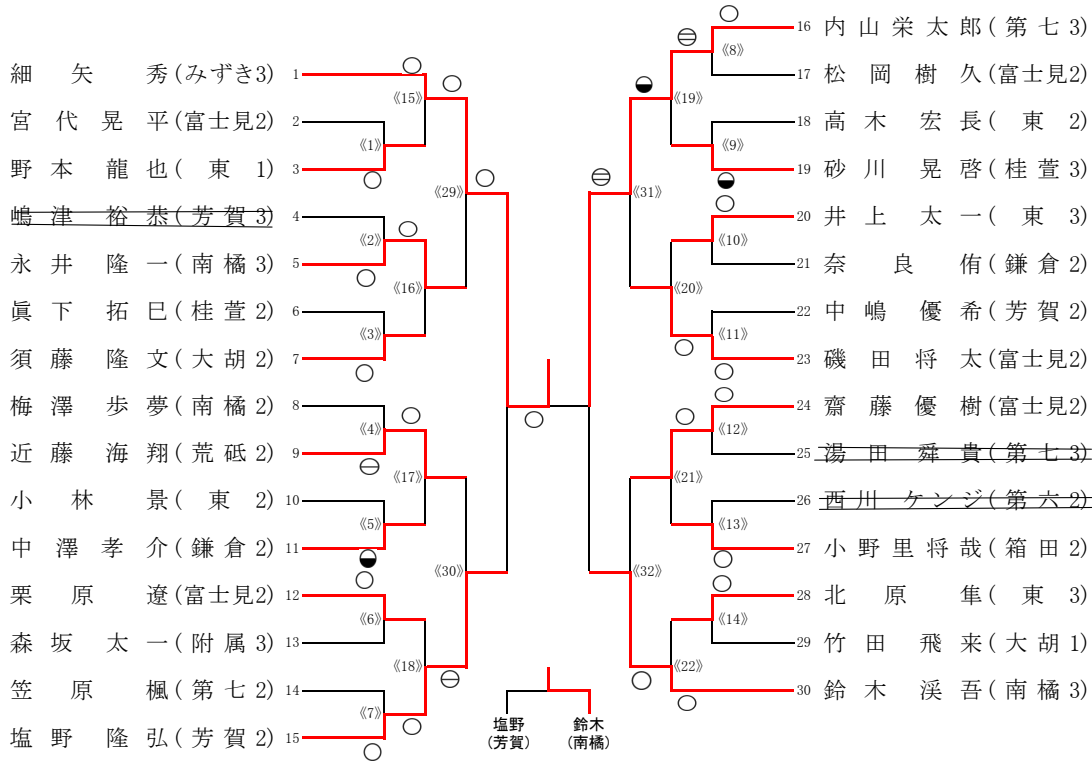 細矢 秀(みずき3) 1
宮代晃平(富士見2) 2
野本龍也(東 1) 3
嶋津裕恭(芳賀3) 4
永井隆一(南橘3) 5
眞下拓巳(桂萱2) 6
須藤隆文(大胡2) 7
梅澤歩夢(南橘2) 8
近藤海翔(荒砥2) 9
小林 景(東 2) 10
中澤孝介(鎌倉2) 11
栗原 遼(富士見2) 12
森坂太一(附属3) 13
笠原 楓(第七2) 14
塩野隆弘(芳賀2) 15
《1》
《2》
《3》
《4》
《5》
《6》
《7》
《15》
《16》
《17》
《18》
《29》
《30》
塩野
(芳賀)
鈴木
(南橘)
《31》
《32》
《19》
《20》
《21》
《22》
《8》
《9》
《10》
《11》
《12》
《13》
《14》
16 内山栄太郎(第七3)
17 松岡樹久(富士見2)
18 高木宏長(東 2)
19 砂川晃啓(桂萱3)
20 井上太一(東 3)
21 奈良 侑(鎌倉2)
22 中嶋優希(芳賀2)
23 磯田将太(富士見2)
24 齋藤優樹(富士見2)
25 湯田舜貴(第七3)
26 西川ケンジ(第六2)
27 小野里将哉(箱田2)
28 北原 隼(東 3)
29 竹田飛来(大胡1)
30 鈴木渓吾(南橘3)